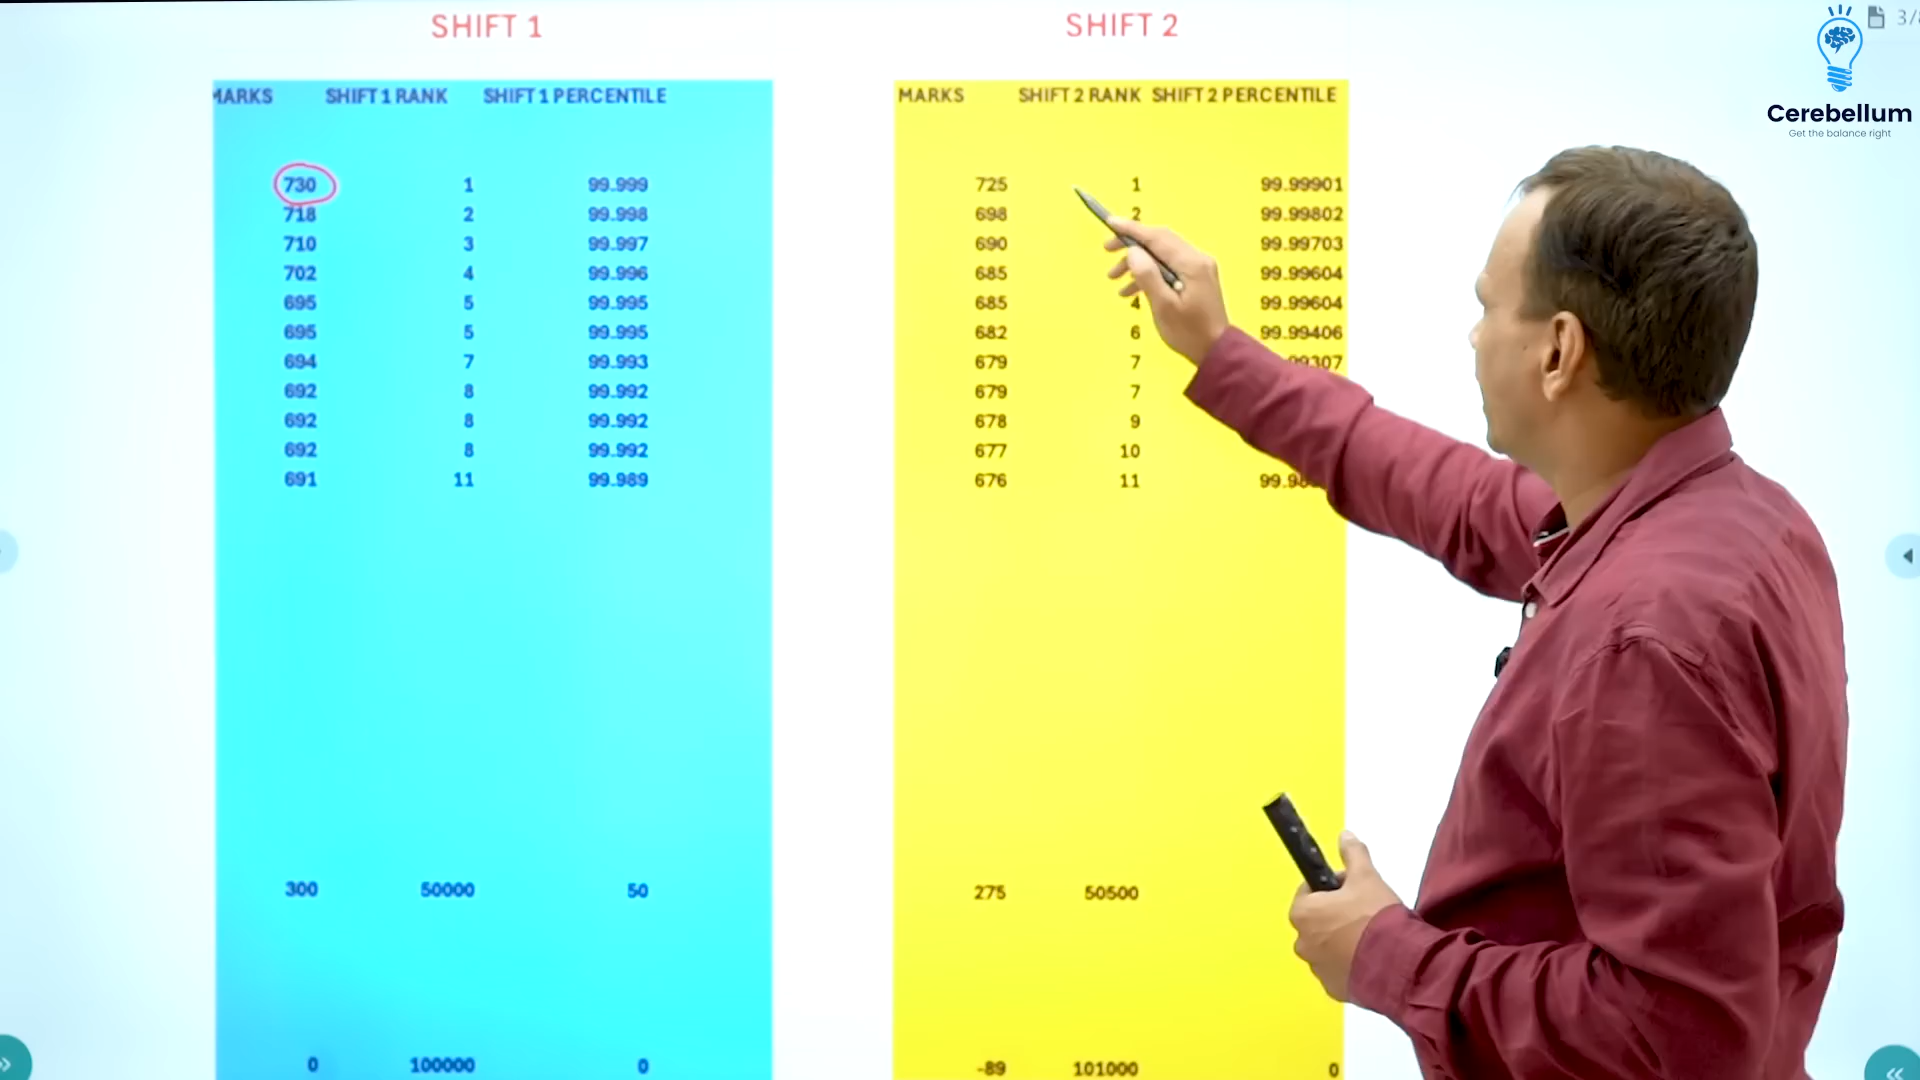 SHIFT 1
SHIFT 2
3/
Cerebellum
Get the balance right
MARKS SHIFT 1 RANK SHIFT 1 PERCENTILE
730 1 99.999
718 2 99.998
710 3 99.997
702 4 99.996
695 5 99.995
695 5 99.995
694 7 99.993
692 8 99.992
692 8 99.992
692 8 99.992
691 11 99.989
300 50000 50
0 100000 0
MARKS SHIFT 2 RANK SHIFT 2 PERCENTILE
725 1 99.99901
698 2 99.99802
690 99.99703
685 99.99604
685 4 99.99604
682 6 99.99406
679 7 99307
679 7
678 9
677 10
676 11 99.98
275 50500
-89 101000 0